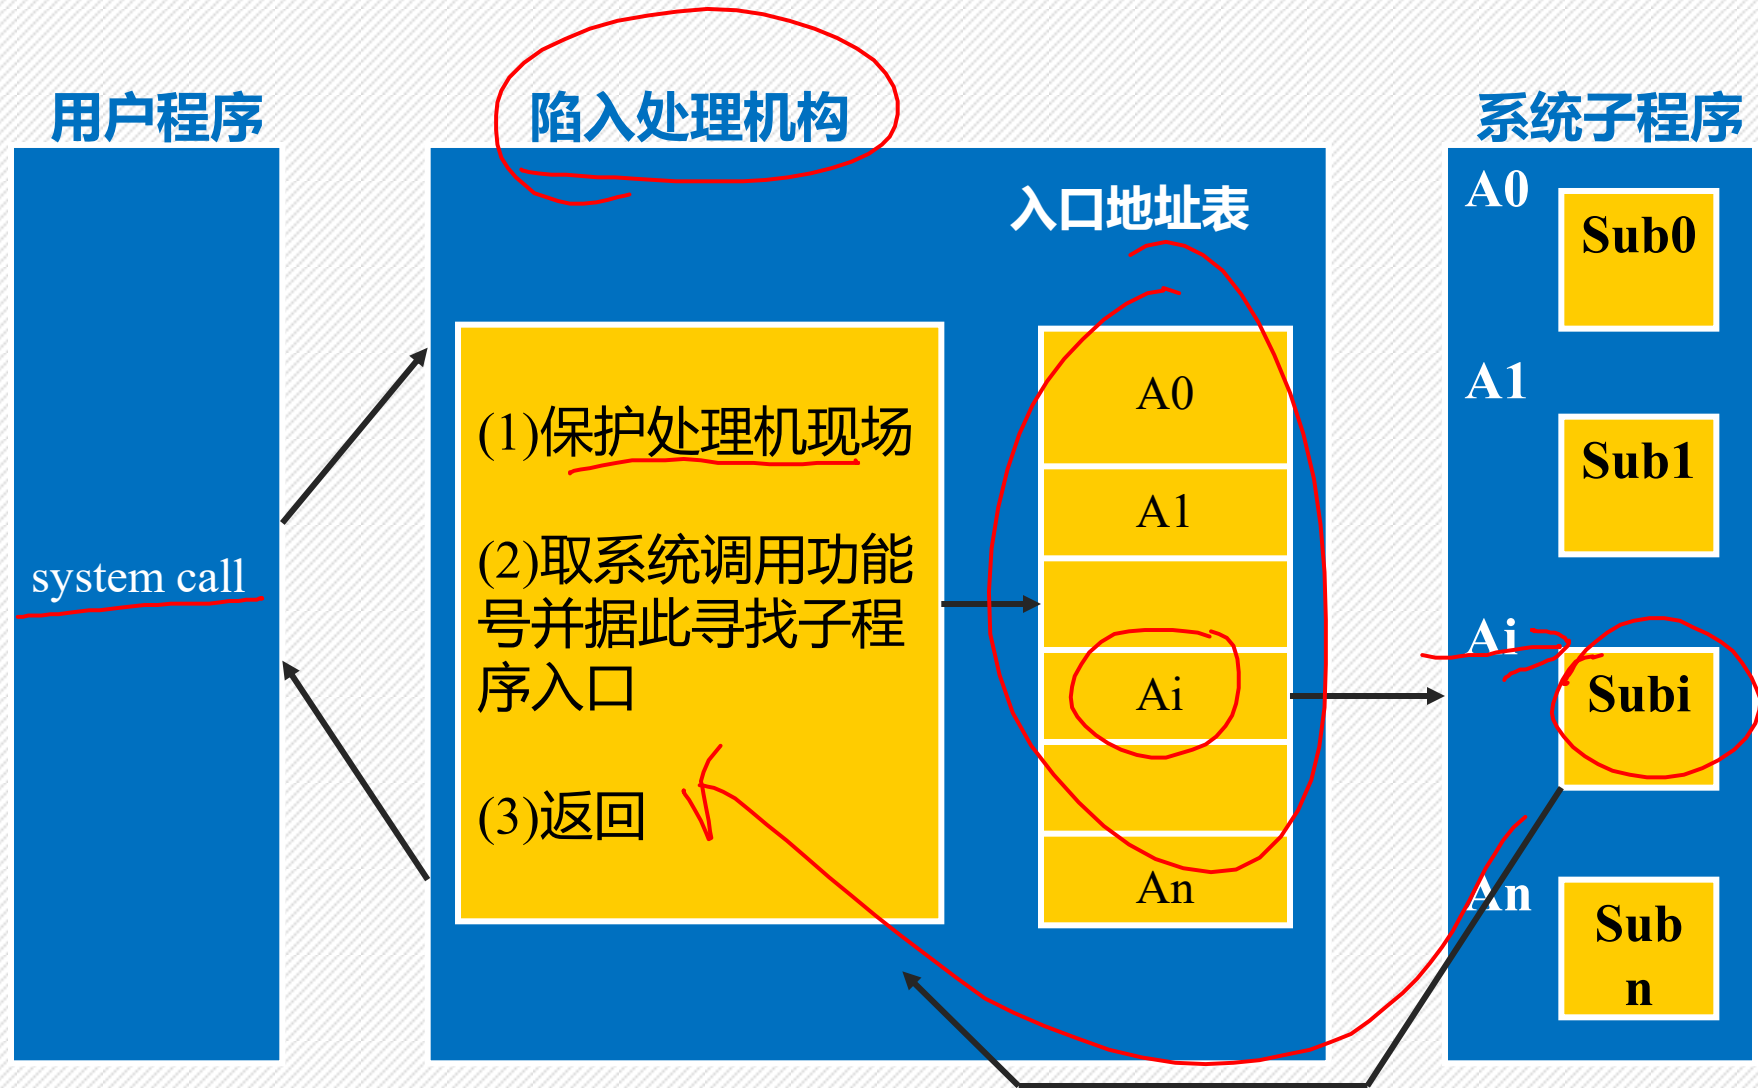 用户程序
system call
陷入处理机构
入口地址表
(1)保护处理机现场
(2)取系统调用功能
号并据此寻找子程
序入口
(3)返回
A0
A1
Ai
An
系统子程序
A0
Sub0
A1
Sub1
Ai
Subi
An
Sub
n